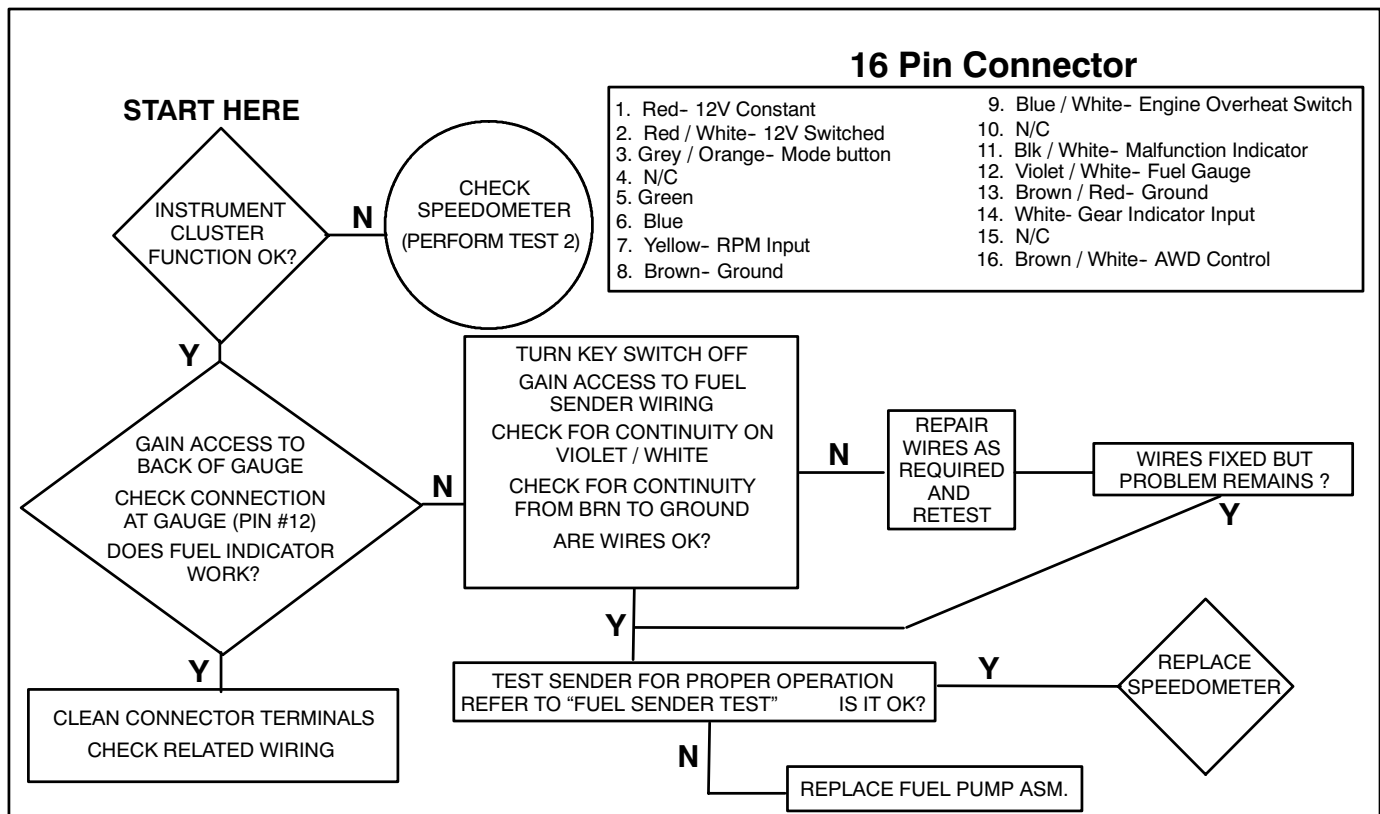 16 Pin Connector
1. Red- 12V Constant
2. Red / White- 12V Switched
3. Grey / Orange- Mode button
4. N/C
5. Green
6. Blue
7. Yellow- RPM Input
8. Brown- Ground
9. Blue / White- Engine Overheat Switch
10. N/C
11. Blk / White- Malfunction Indicator
12. Violet / White- Fuel Gauge
13. Brown / Red- Ground
14. White- Gear Indicator Input
15. N/C
16. Brown / White- AWD Control
START HERE
INSTRUMENT
CLUSTER
FUNCTION OK?
N
CHECK
SPEEDOMETER
(PERFORM TEST 2)
Y
GAIN ACCESS TO
BACK OF GAUGE
CHECK CONNECTION
AT GAUGE (PIN #12)
DOES FUEL INDICATOR
WORK?
N
TURN KEY SWITCH OFF
GAIN ACCESS TO FUEL
SENDER WIRING
CHECK FOR CONTINUITY ON
VIOLET / WHITE
CHECK FOR CONTINUITY
FROM BRN TO GROUND
ARE WIRES OK?
N
REPAIR
WIRES AS
REQUIRED
AND
RETEST
WIRES FIXED BUT
PROBLEM REMAINS ?
Y
Y
Y
CLEAN CONNECTOR TERMINALS
CHECK RELATED WIRING
TEST SENDER FOR PROPER OPERATION
REFER TO “FUEL SENDER TEST” IS IT OK?
Y
REPLACE
SPEEDOMETER
N
REPLACE FUEL PUMP ASM.